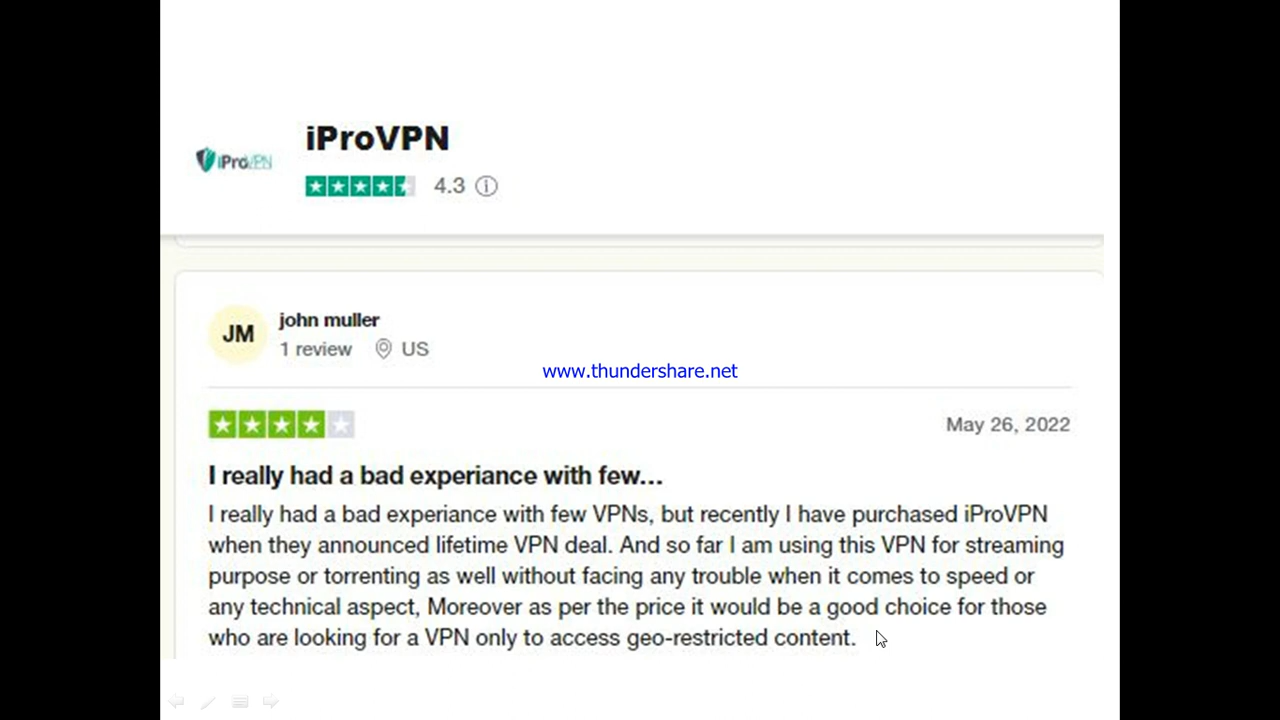 iProVPN
iProVPN
4.3
JM
john muller
1 review US
www.thundershare.net
May 26, 2022
I really had a bad experiance with few...
I really had a bad experiance with few VPNs, but recently I have purchased iProVPN
when they announced lifetime VPN deal. And so far I am using this VPN for streaming
purpose or torrenting as well without facing any trouble when it comes to speed or
any technical aspect, Moreover as per the price it would be a good choice for those
who are looking for a VPN only to access geo-restricted content.